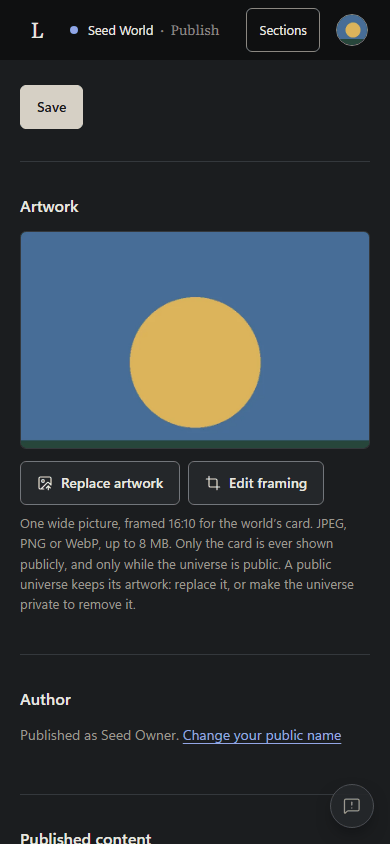 L
Seed World · Publish
Sections
Save
Artwork
Replace artwork
Edit framing
One wide picture, framed 16:10 for the world's card. JPEG,
PNG or WebP, up to 8 MB. Only the card is ever shown
publicly, and only while the universe is public. A public
universe keeps its artwork: replace it, or make the universe
private to remove it.
Author
Published as Seed Owner. Change your public name
Published content